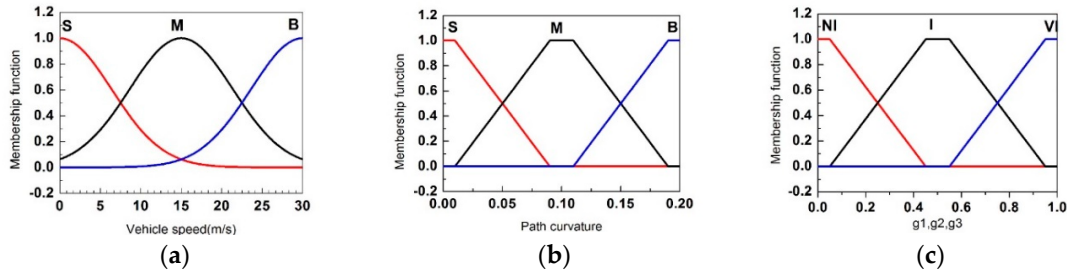 S M B
1.2
1.0
0.8
0.6
0.4
0.2
0.0
-0.2
Membership function
0 5 10 15 20 25 30
Vehicle speed(m/s)
(a)
S M B
1.2
1.0
0.8
0.6
0.4
0.2
0.0
-0.2
Membership function
0.00 0.05 0.10 0.15 0.20
Path curvature
(b)
NI I VI
1.2
1.0
0.8
0.6
0.4
0.2
0.0
-0.2
Membership function
0.0 0.2 0.4 0.6 0.8 1.0
g1,g2,g3
(c)